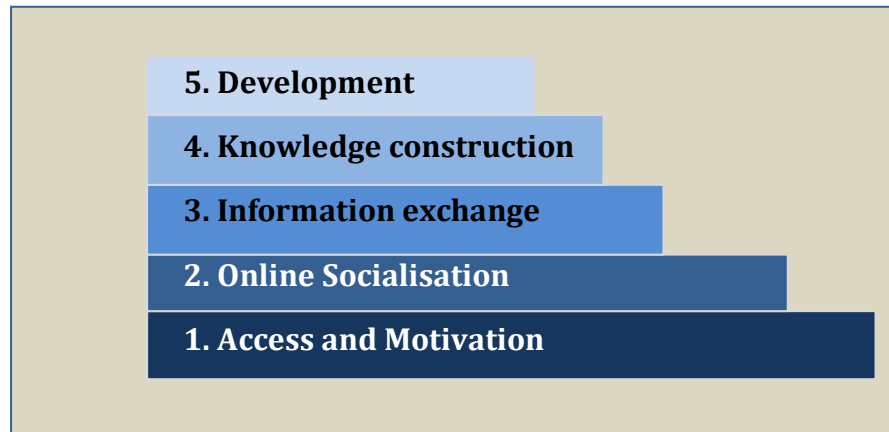 5. Development
4. Knowledge construction
3. Information exchange
2. Online Socialisation
1. Access and Motivation